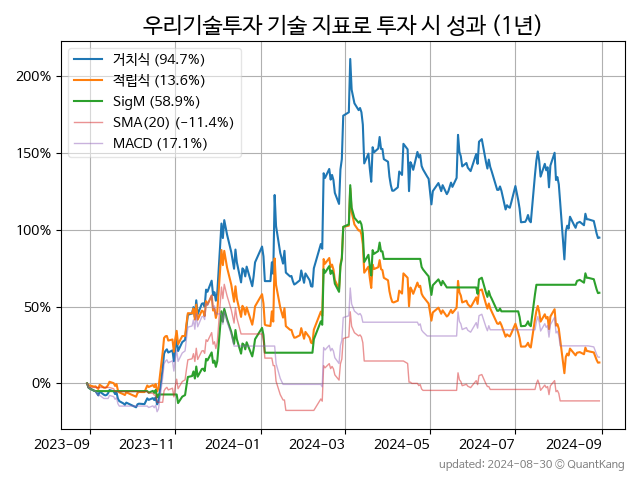 우리기술투자 기술 지표로 투자 시 성과 (1년)
거치식 (94.7%)
적립식 (13.6%)
SigM (58.9%)
SMA(20) (-11.4%)
MACD (17.1%)
200%
150%
100%
50%
0%
2023-09 2023-11 2024-01 2024-03 2024-05 2024-07 2024-09
updated: 2024-08-30 © QuantKang